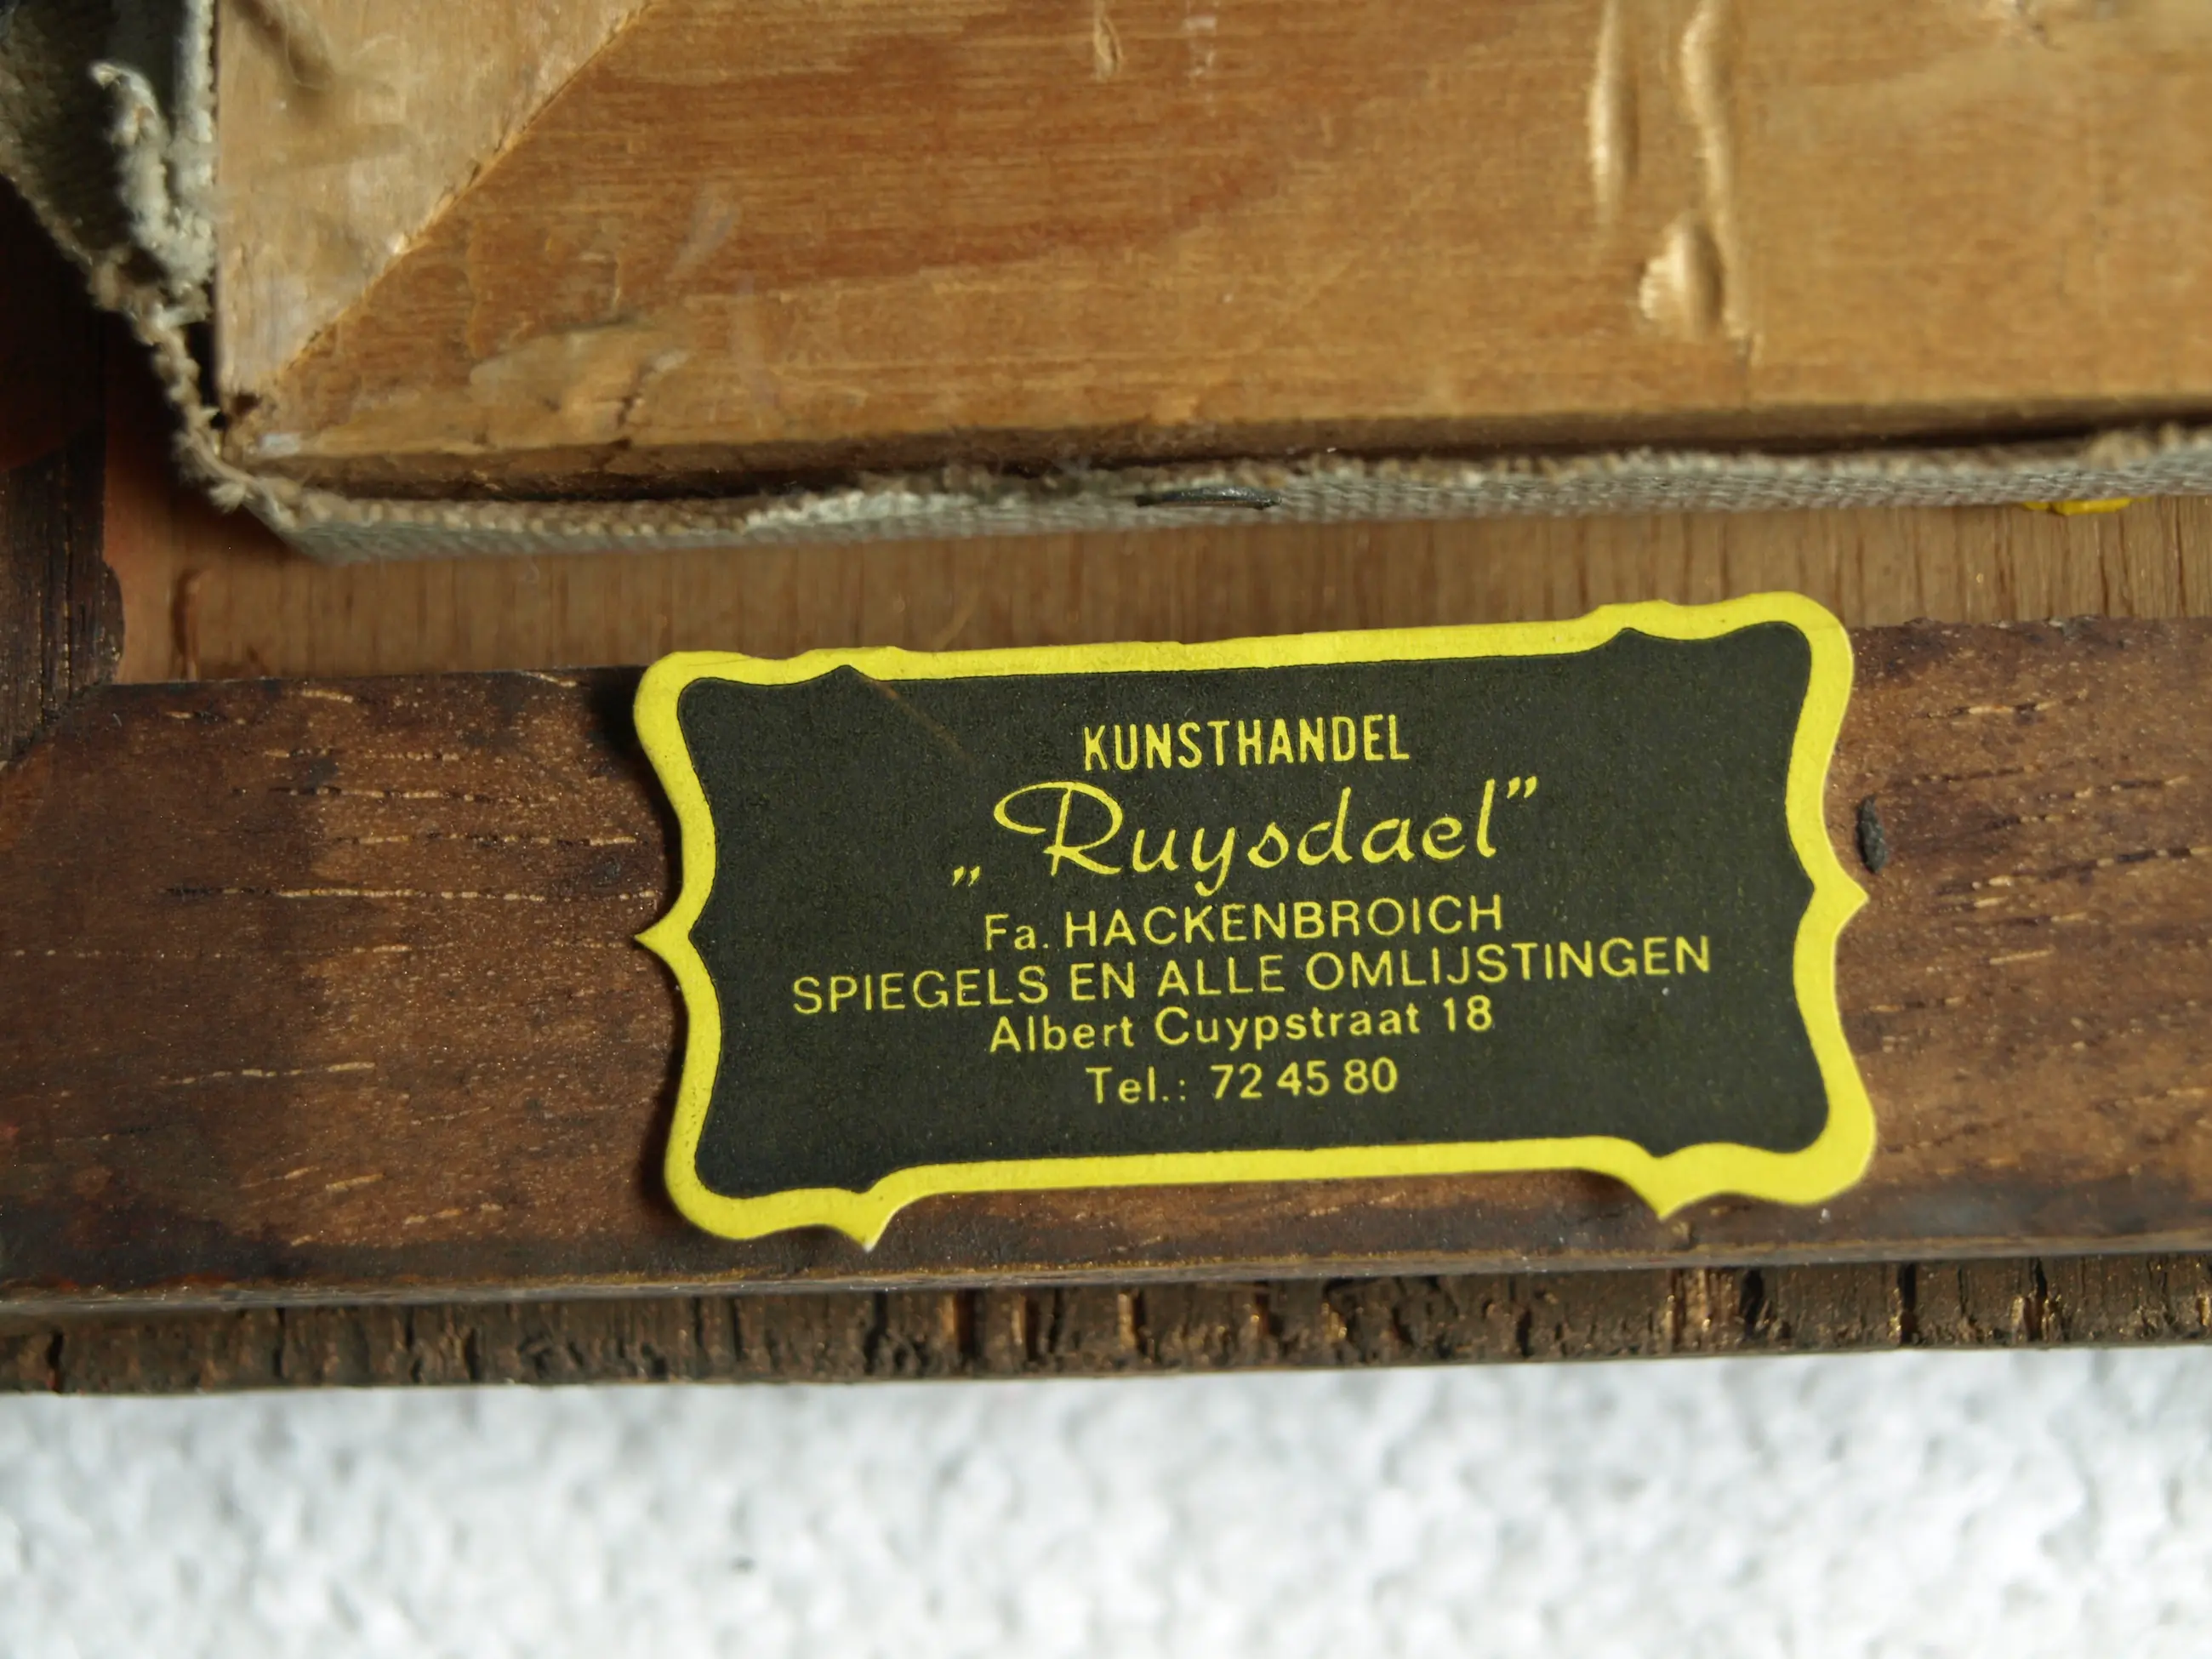 KUNSTHANDEL
„Ruysdael”
Fa. HACKENBROICH
SPIEGELS EN ALLE OMLIJSTINGEN
Albert Cuypstraat 18
Tel.: 72 45 80